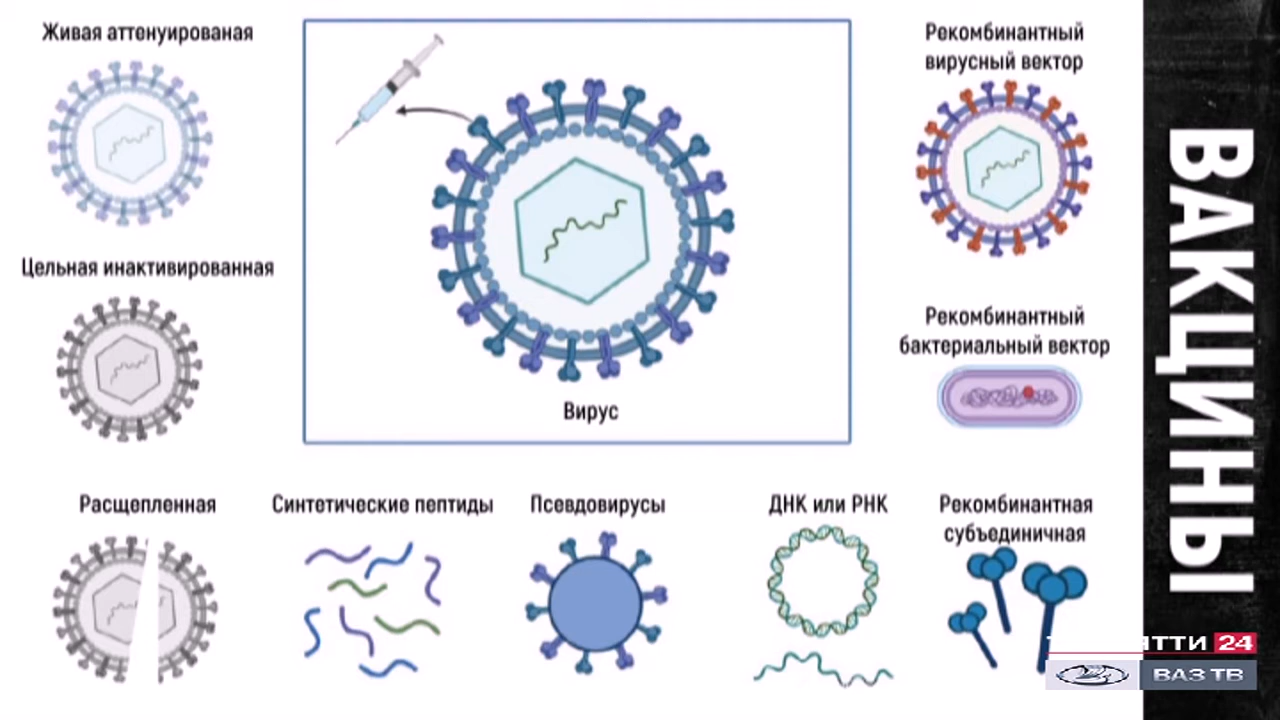 Живая аттенуированая
Рекомбинантный
вирусный вектор
Цельная инактивированная
Вирус
Рекомбинантный
бактериальный вектор
Расщепленная
Синтетические пептиды
Псевдовирусы
ДНК или РНК
Рекомбинантная
субъединичная
ВАКЦИНЫ
24
ВАЗ ТВ